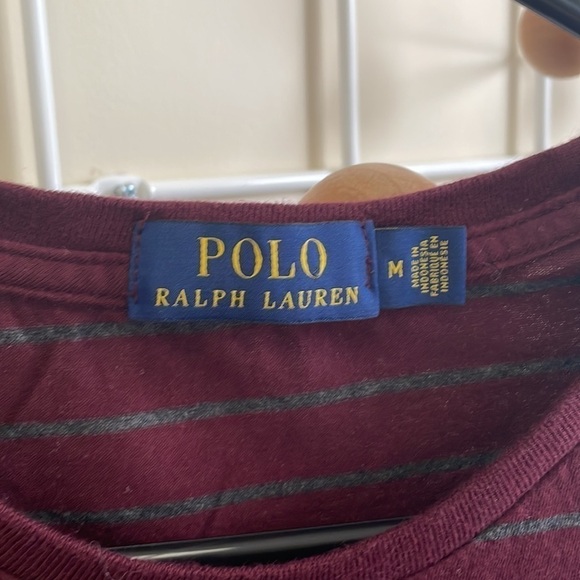 POLO
RALPH LAUREN
M
MADE IN
INDONESIA
FABRIQUÉ EN
INDONÉSIE